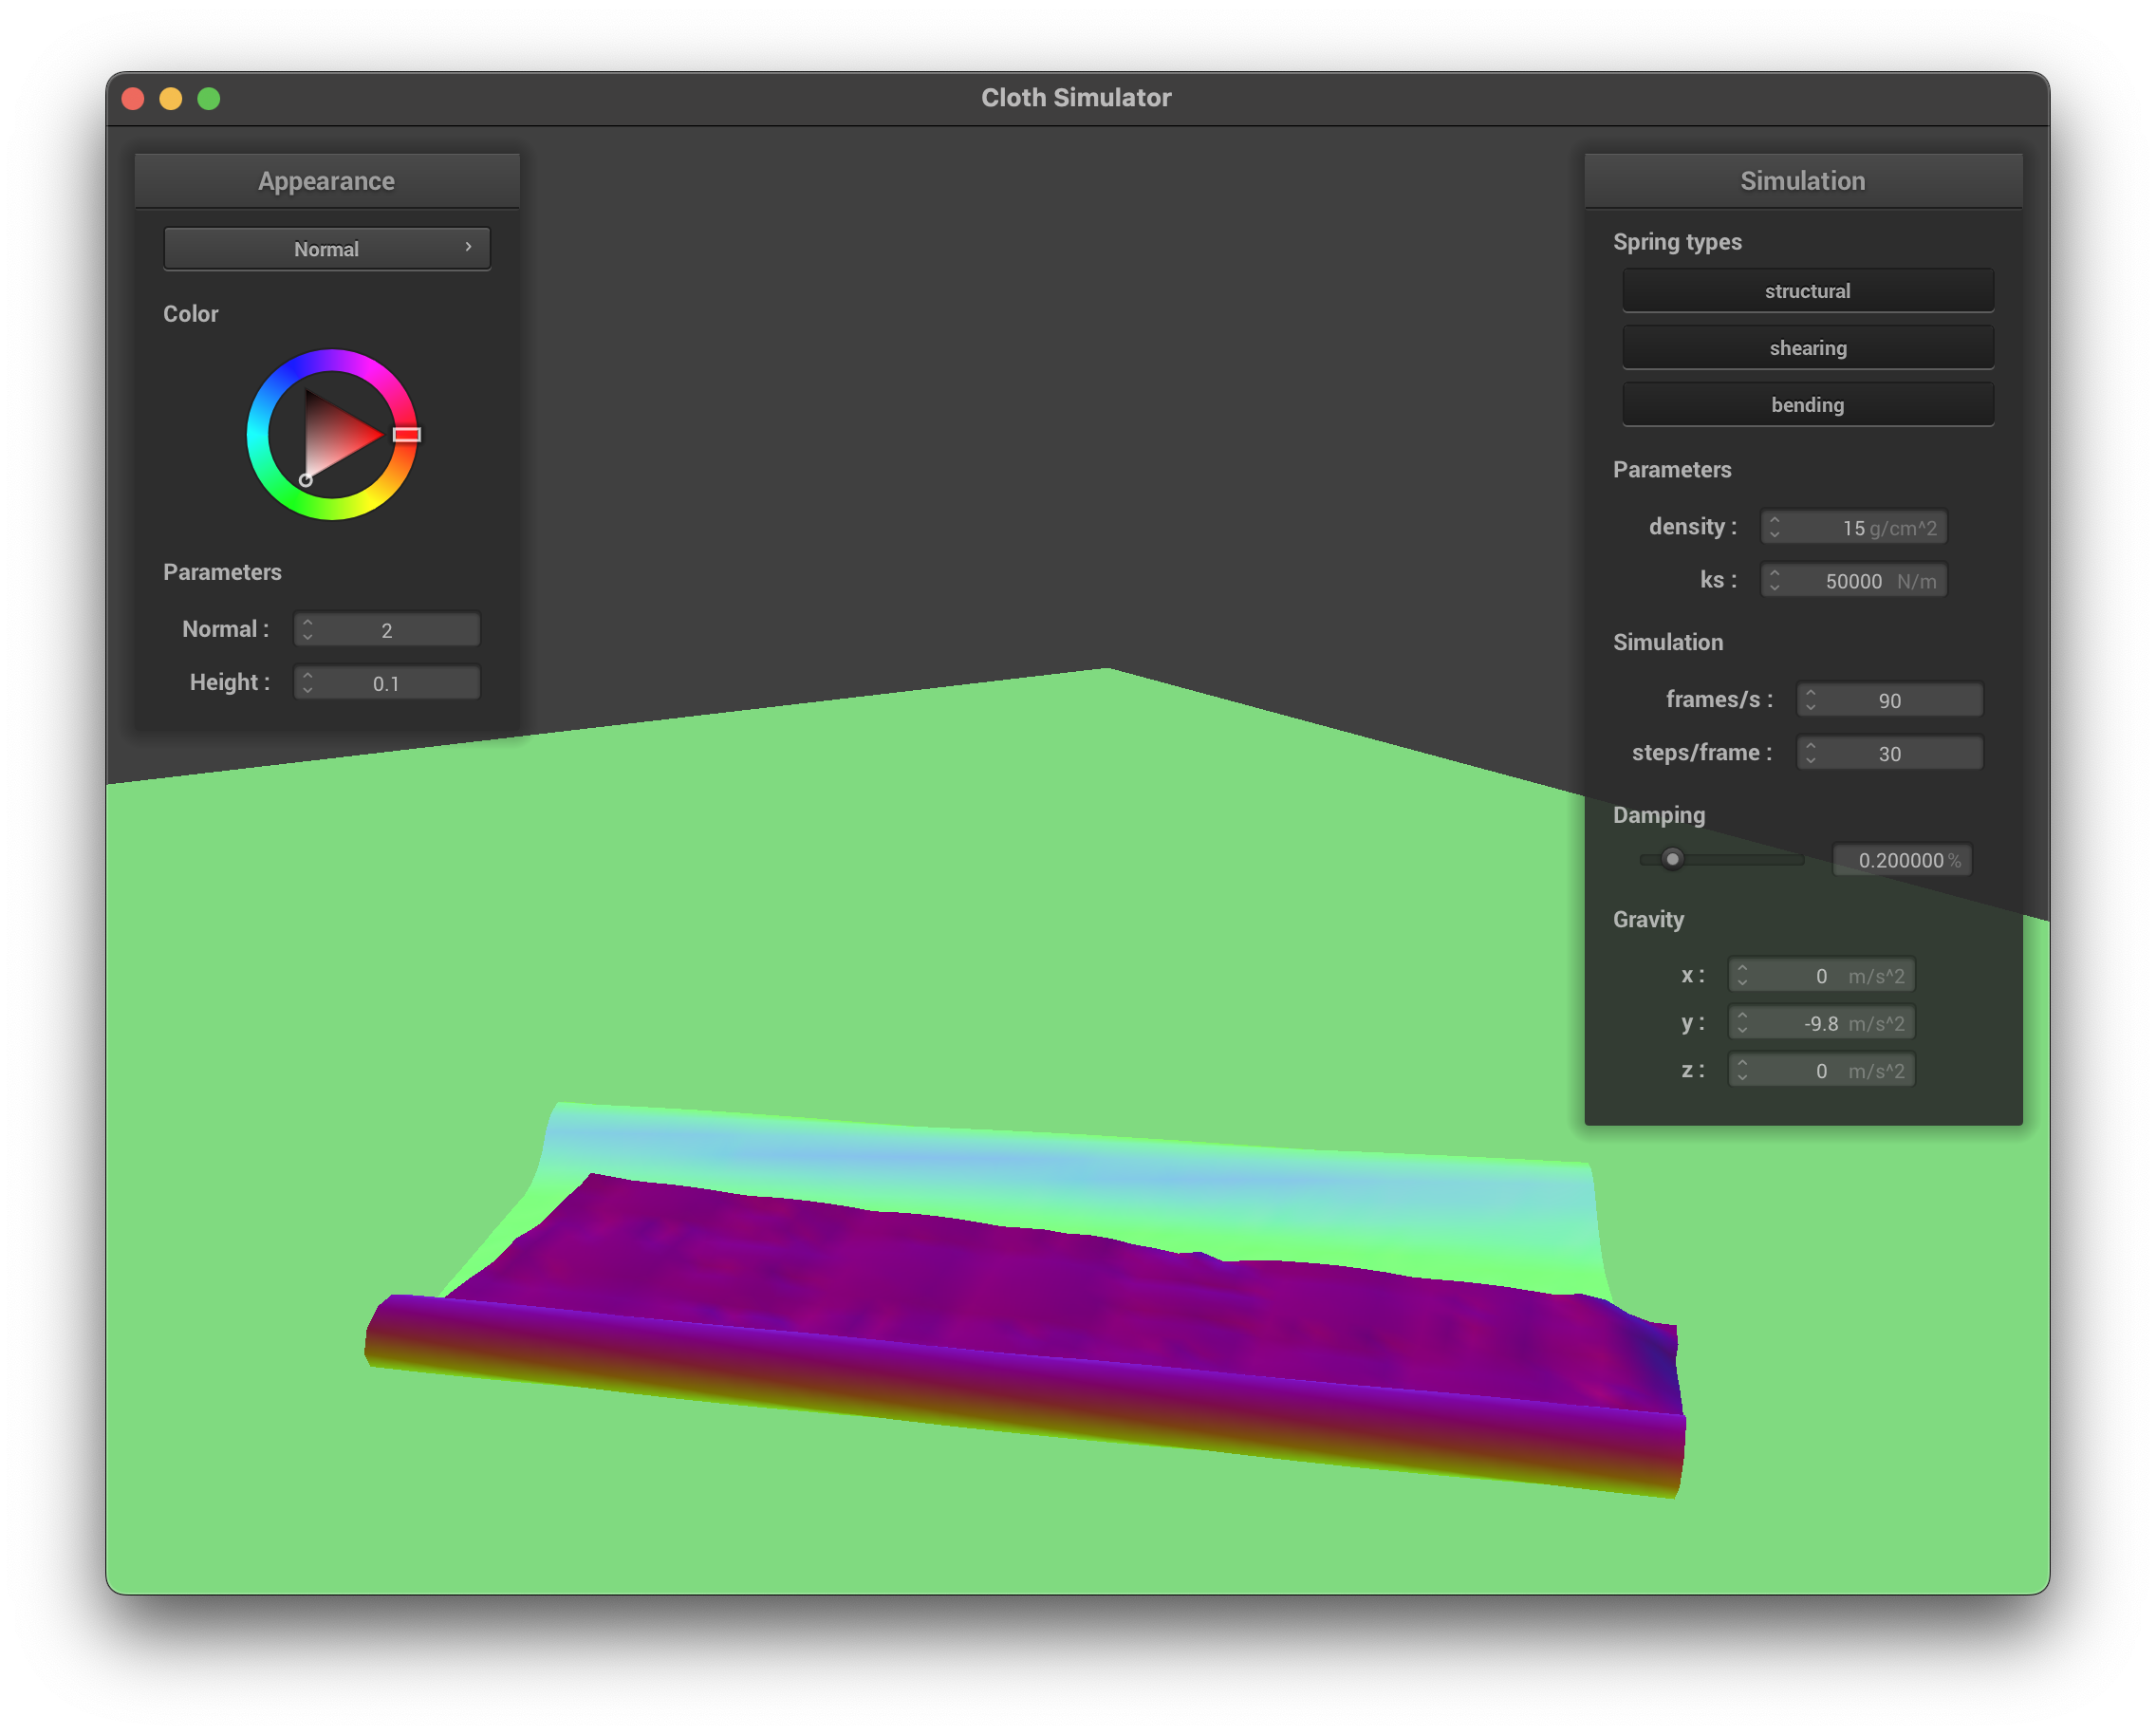 Cloth Simulator
Appearance
Normal
Color
Parameters
Normal : 2
Height : 0.1
Simulation
Spring types
structural
shearing
bending
Parameters
density : 15 g/cm^2
ks : 50000 N/m
Simulation
frames/s : 90
steps/frame : 30
Damping
0.200000 %
Gravity
x : 0 m/s^2
y : -9.8 m/s^2
z : 0 m/s^2